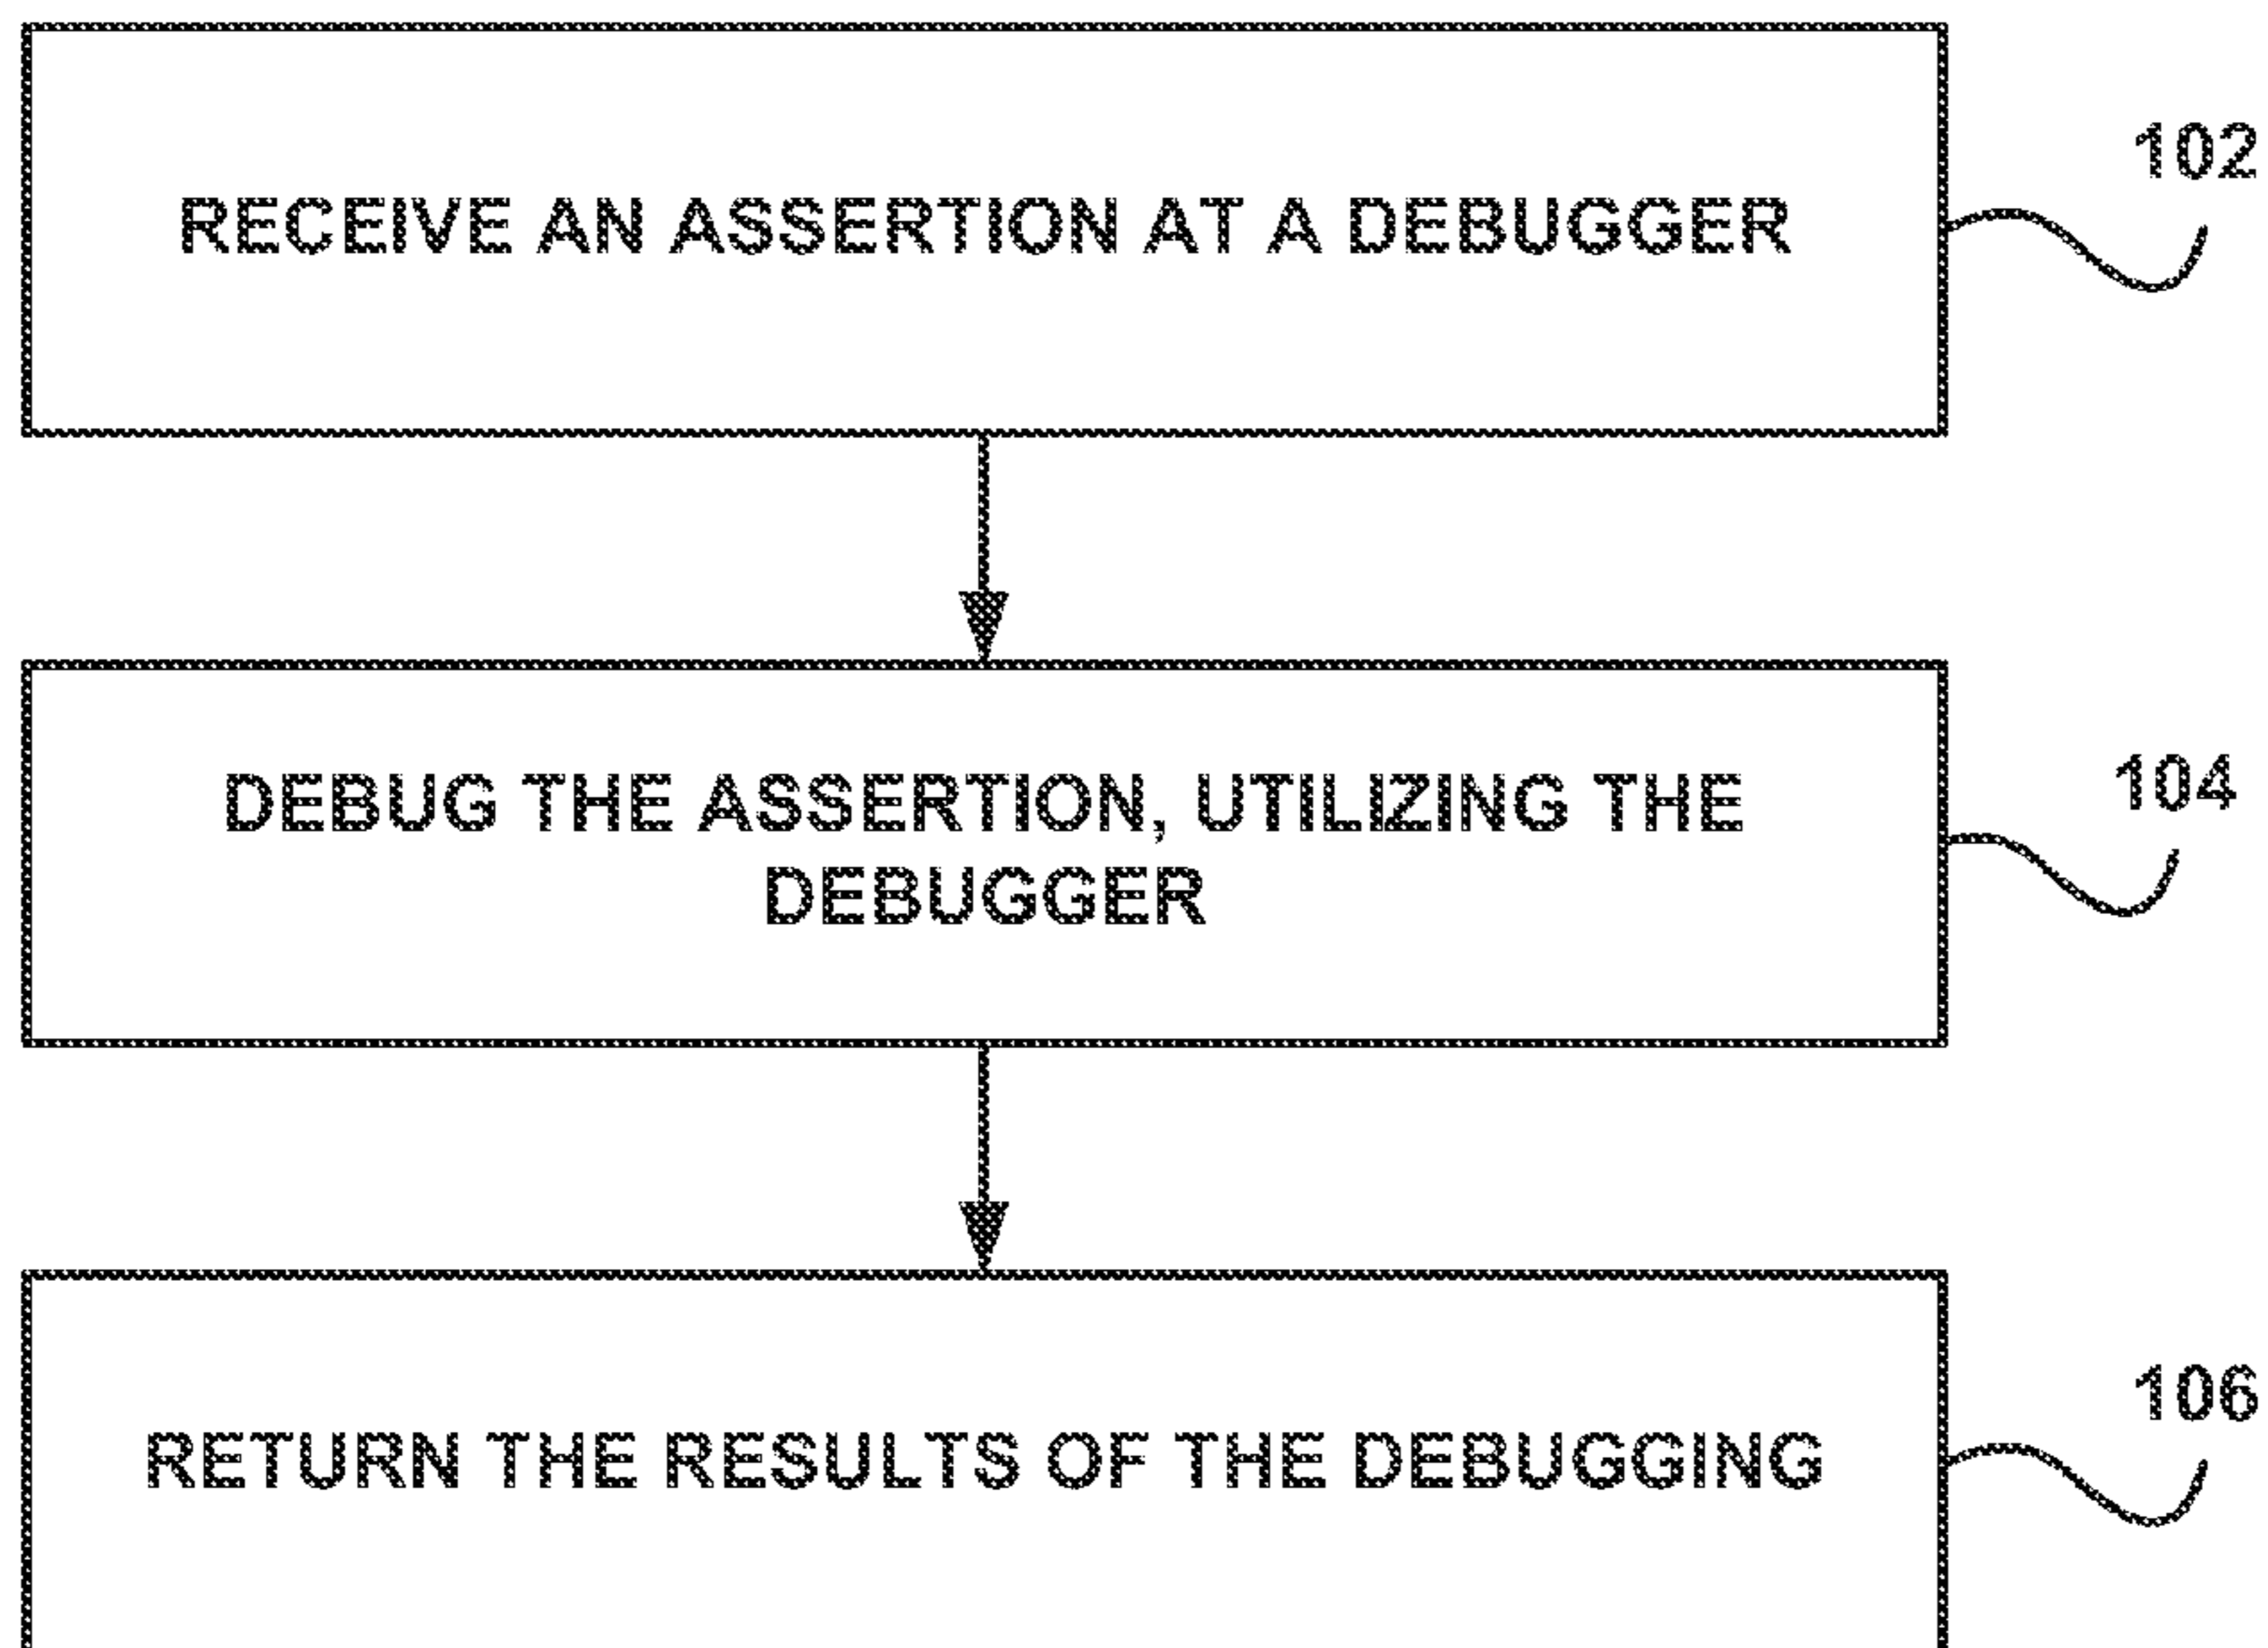 RECEIVE AN ASSERTION AT A DEBUGGER
102
DEBUG THE ASSERTION, UTILIZING THE
DEBUGGER
104
RETURN THE RESULTS OF THE DEBUGGING
106